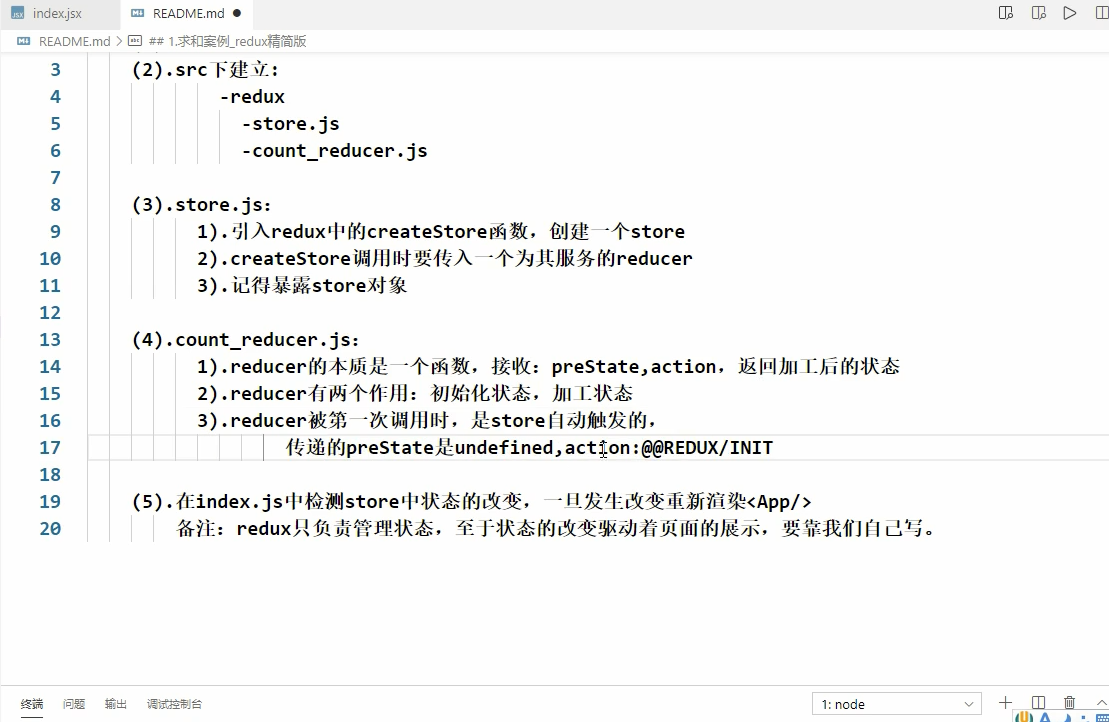 index.jsx
README.md
README.md > ## 1.求和案例_redux精简版
3 (2).src下建立:
4 -redux
5 -store.js
6 -count_reducer.js
7
8 (3).store.js:
9 1).引入redux中的createStore函数，创建一个store
10 2).createStore调用时要传入一个为其服务的reducer
11 3).记得暴露store对象
12
13 (4).count_reducer.js:
14 1).reducer的本质是一个函数，接收：preState,action，返回加工后的状态
15 2).reducer有两个作用：初始化状态，加工状态
16 3).reducer被第一次调用时，是store自动触发的，
17 传递的preState是undefined,action:@@REDUX/INIT
18
19 (5).在index.js中检测store中状态的改变，一旦发生改变重新渲染<App/>
20 备注：redux只负责管理状态，至于状态的改变驱动着页面的展示，要靠我们自己写。
终端 问题 输出 调试控制台 1: node